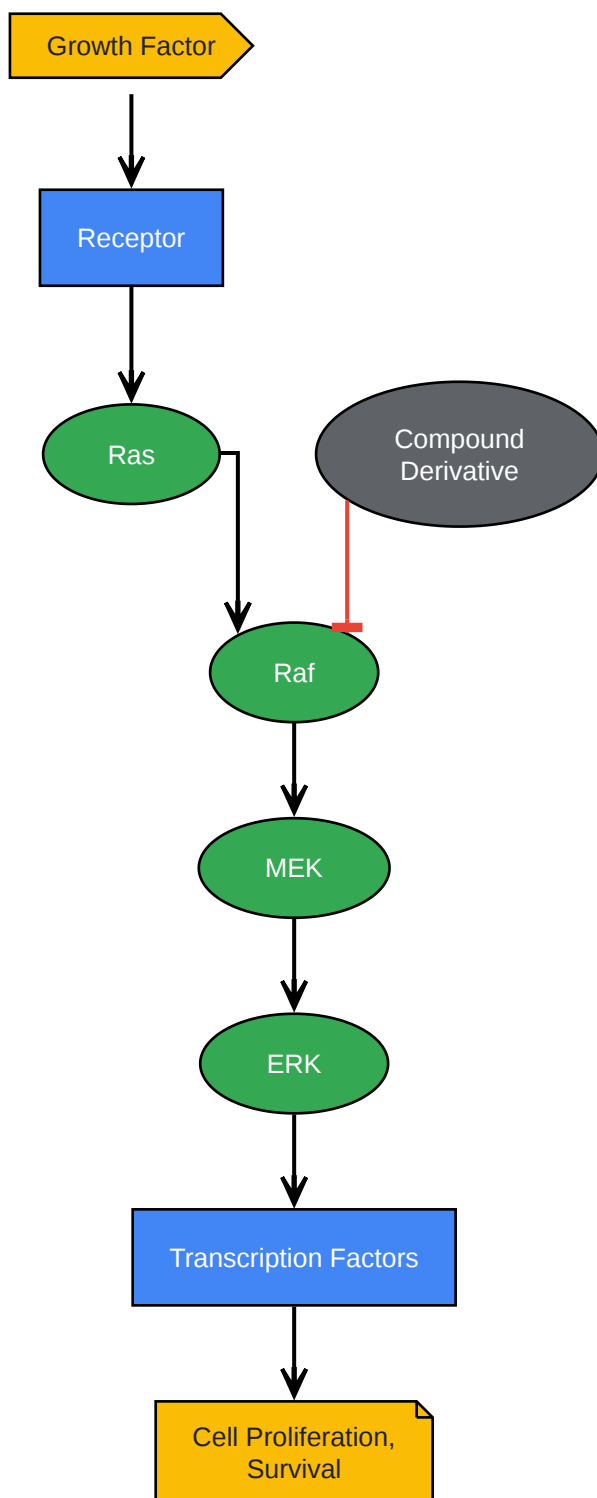 Growth Factor
Receptor
Ras
Compound
Derivative
Raf
MEK
ERK
Transcription Factors
Cell Proliferation,
Survival